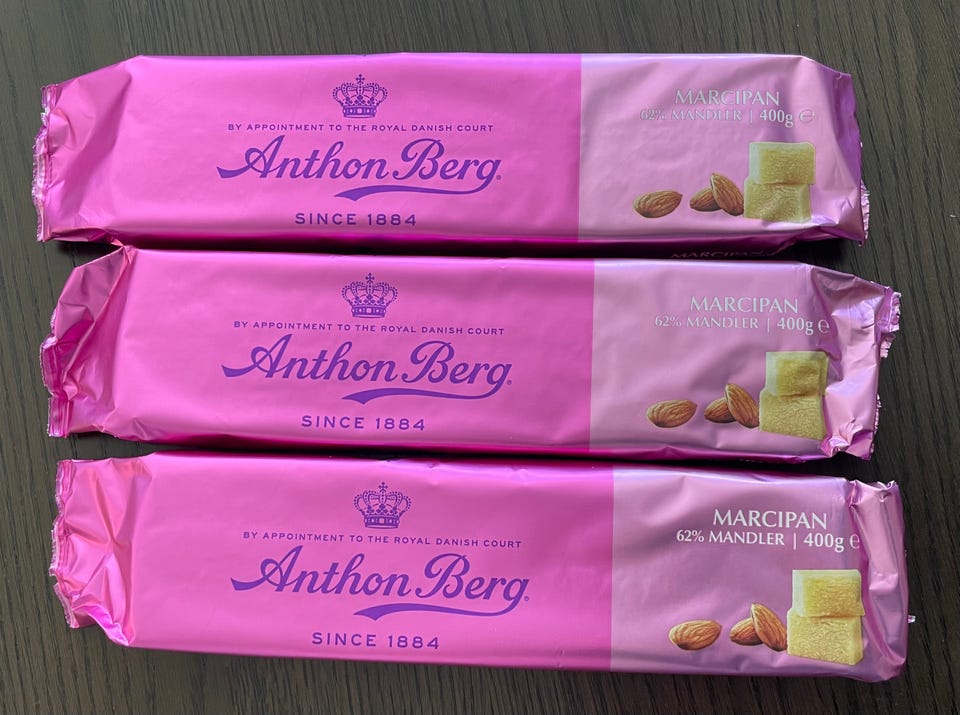 BY APPOINTMENT TO THE ROYAL DANISH COURT
Anthon Berg®
SINCE 1884
MARCIPAN
62% MANDLER | 400g ℮
MARCIPAN
BY APPOINTMENT TO THE ROYAL DANISH COURT
Anthon Berg®
SINCE 1884
MARCIPAN
62% MANDLER | 400g ℮
BY APPOINTMENT TO THE ROYAL DANISH COURT
Anthon Berg®
SINCE 1884
MARCIPAN
62% MANDLER | 400g ℮